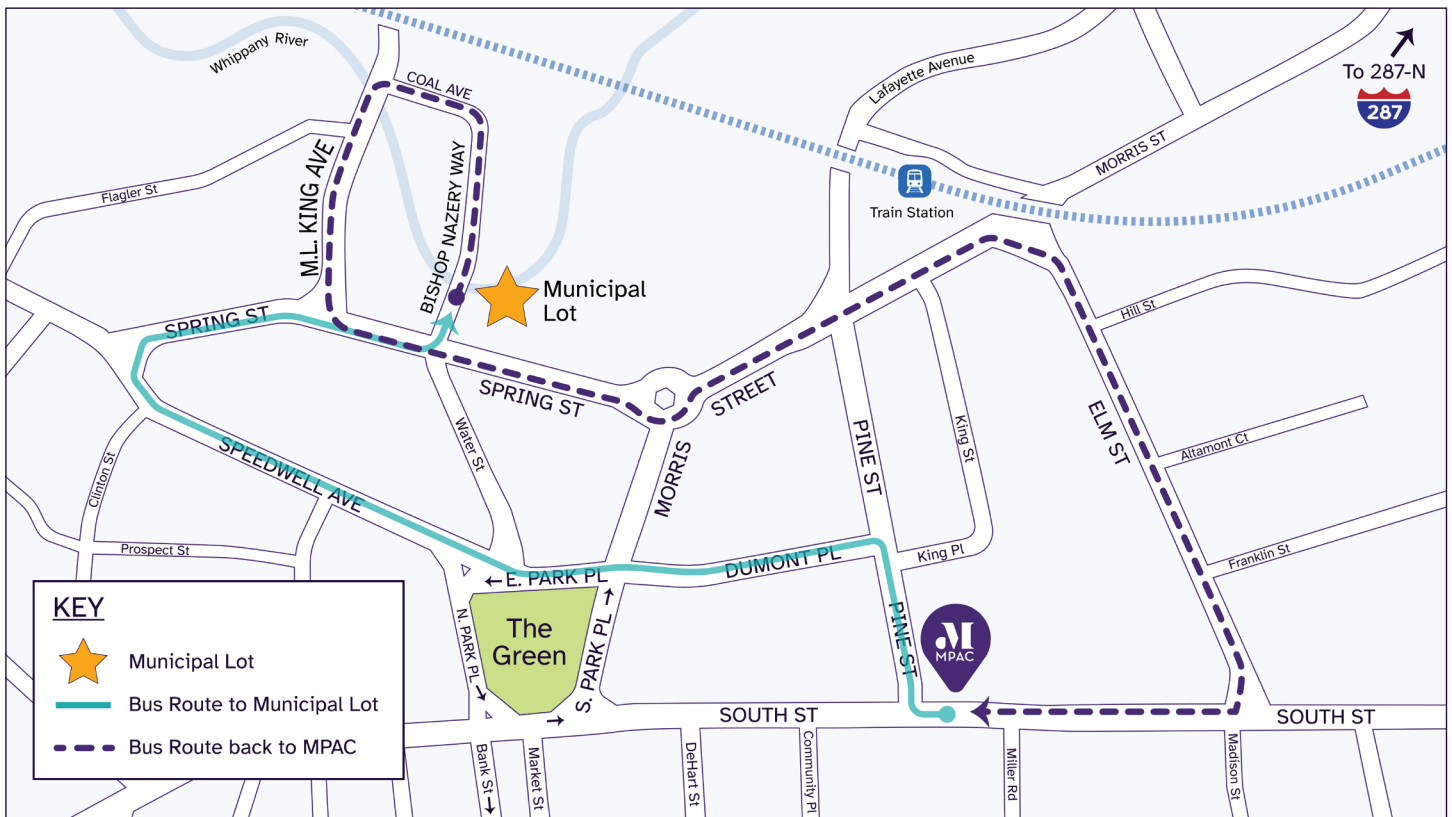 Whippany River
COAL AVE
Lafayette Avenue
To 287-N
287
MORRIS ST
M.L. KING AVE
Flagler St
BISHOP NAZERY WAY
Train Station
Municipal
Lot
Hill St
SPRING ST
SPRING ST
STREET
MORRIS
PINE ST
King St
ELM ST
Altamont Ct
Water St
Clinton St
SPEEDWELL AVE
Prospect St
E. PARK PL
DUMONT PL
King Pl
Franklin St
KEY
Municipal Lot
Bus Route to Municipal Lot
Bus Route back to MPAC
N. PARK PL
The
Green
S. PARK PL
PINE ST
M
MPAC
SOUTH ST
SOUTH ST
Bank St
Market St
DeHart St
Community Pl
Miller Rd
Madison St